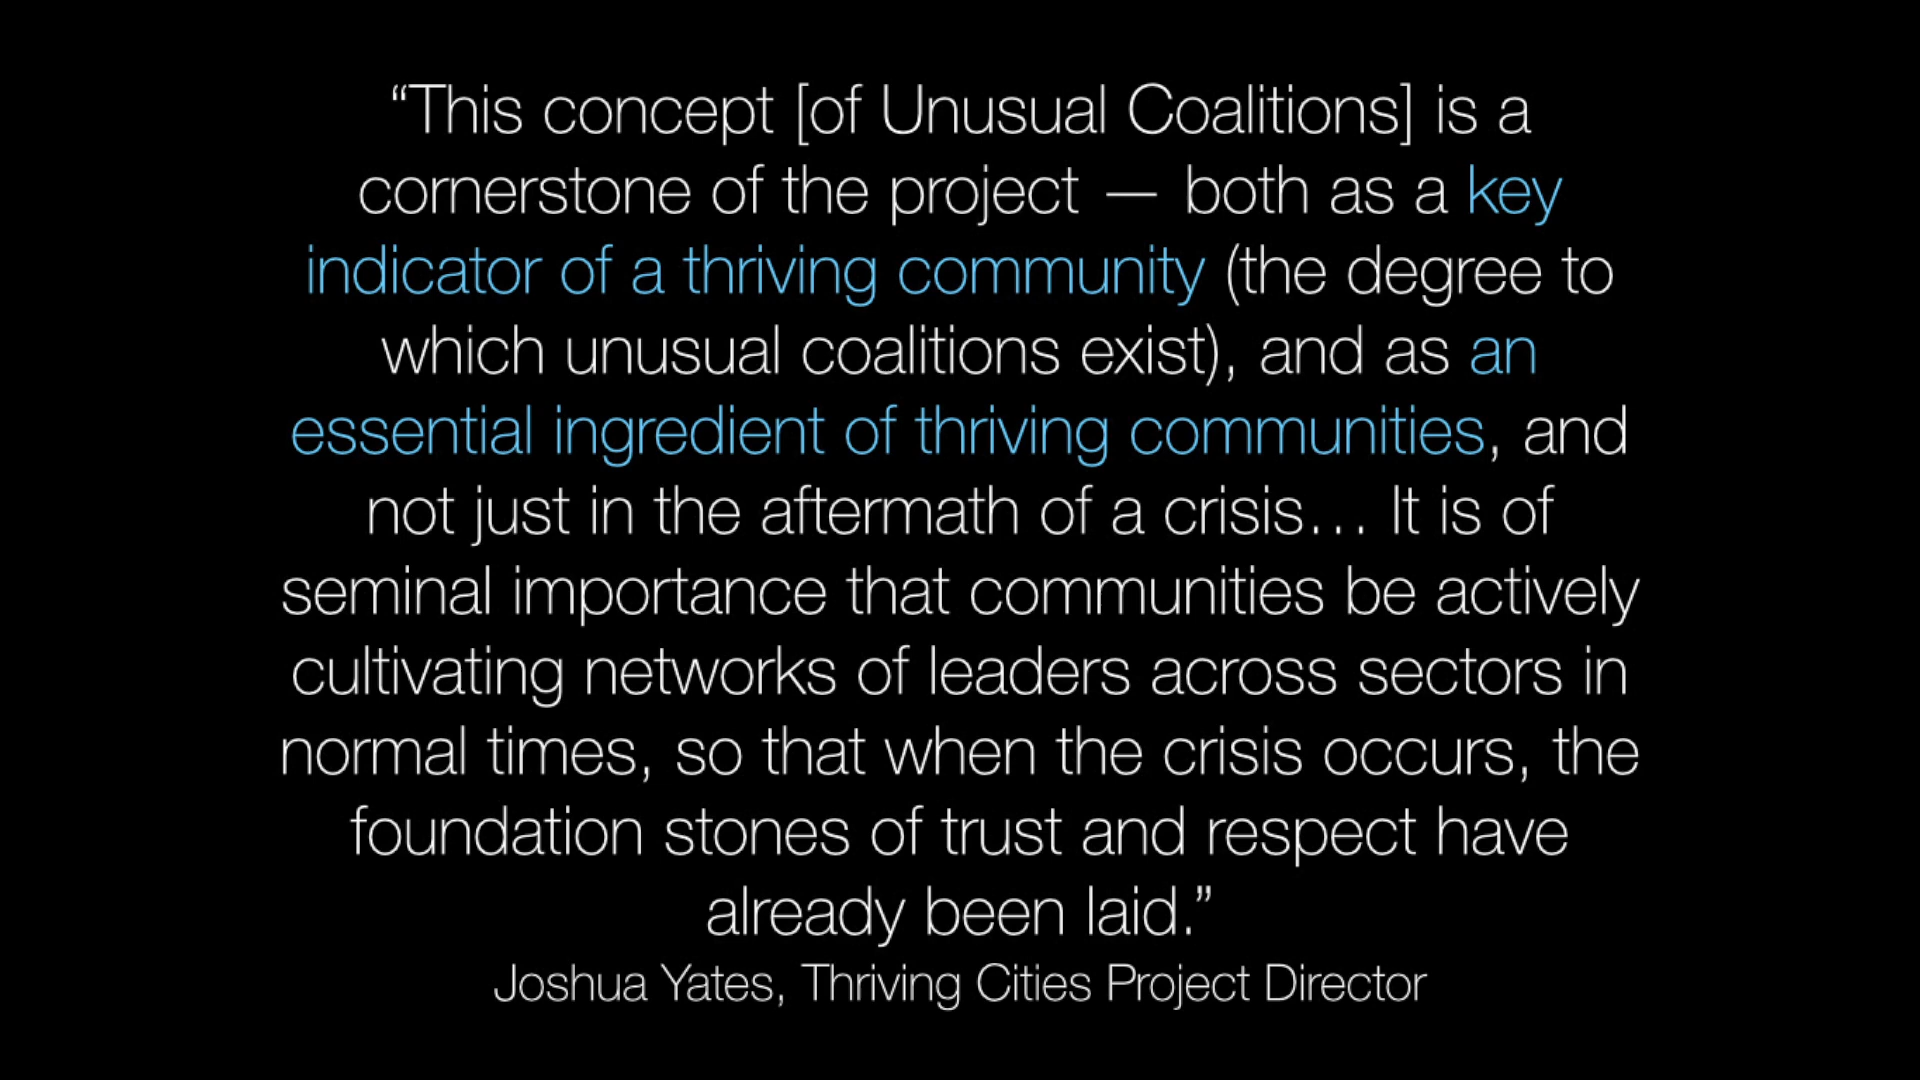 “This concept [of Unusual Coalitions] is a
cornerstone of the project — both as a key
indicator of a thriving community (the degree to
which unusual coalitions exist), and as an
essential ingredient of thriving communities, and
not just in the aftermath of a crisis… It is of
seminal importance that communities be actively
cultivating networks of leaders across sectors in
normal times, so that when the crisis occurs, the
foundation stones of trust and respect have
already been laid.”
Joshua Yates, Thriving Cities Project Director